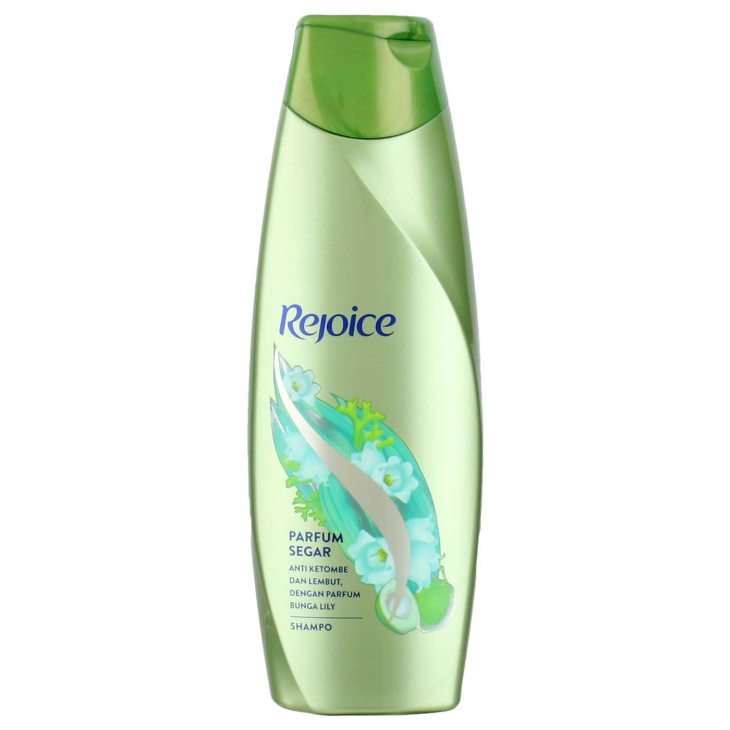 Rejoice
PARFUM
SEGAR
ANTI KETOMBE
DAN LEMBUT,
DENGAN PARFUM
BUNGA LILY
SHAMPO